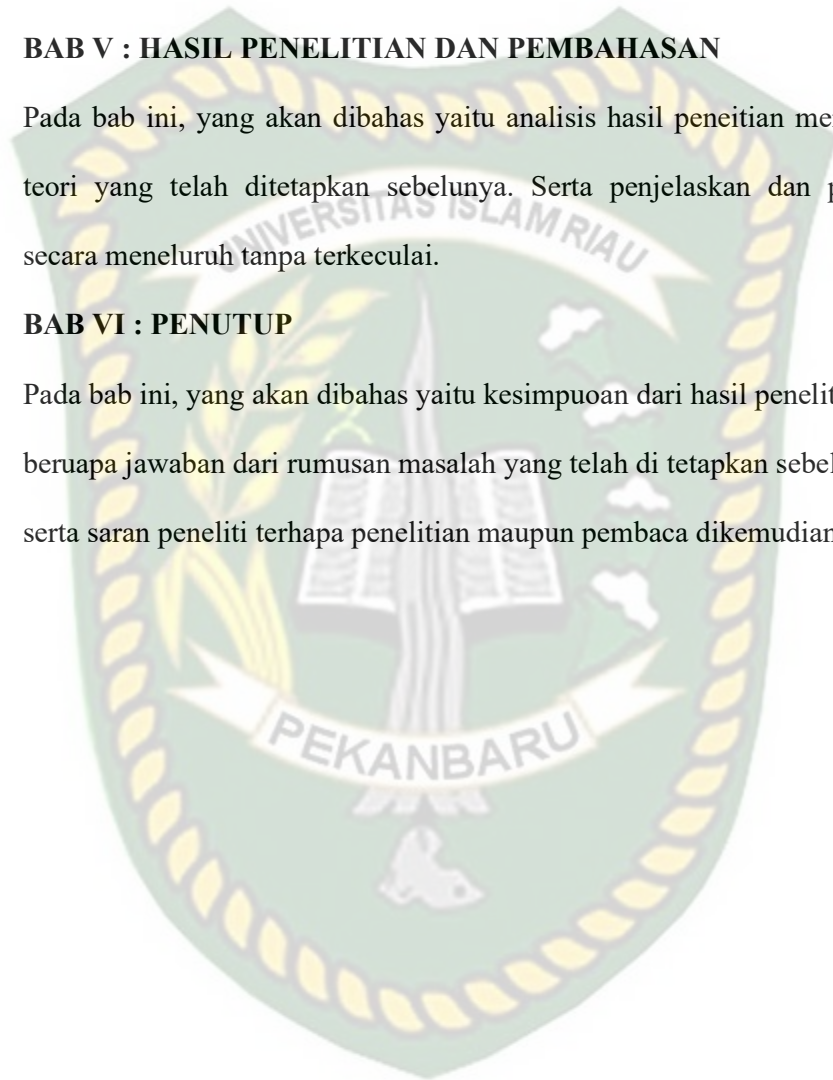 BAB V : HASIL PENELITIAN DAN PEMBAHASAN
Pada bab ini, yang akan dibahas yaitu analisis hasil peneitian me
teori yang telah ditetapkan sebelunya. Serta penjelaskan dan p
UNIVERSITAS ISLAM RIAU
secara meneluruh tanpa terkeculai.
BAB VI : PENUTUP
Pada bab ini, yang akan dibahas yaitu kesimpuoan dari hasil penelit
beruapa jawaban dari rumusan masalah yang telah di tetapkan sebel
serta saran peneliti terhapa penelitian maupun pembaca dikemudian
PEKANBARU